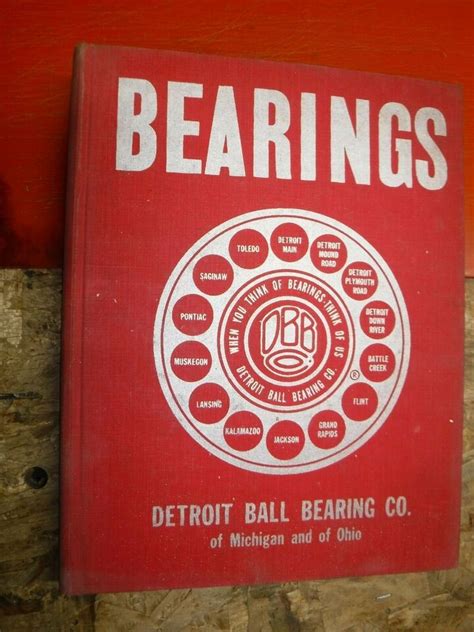 BEARINGS
DETROIT
MAIN
DETROIT
MOUND
ROAD
DETROIT
PLYMOUTH
ROAD
DETROIT
DOWN
RIVER
BATTLE
CREEK
FLINT
GRAND
RAPIDS
JACKSON
KALAMAZOO
LANSING
MUSKEGON
PONTIAC
SAGINAW
TOLEDO
WHEN YOU THINK OF BEARINGS-THINK OF US
DETROIT BALL BEARING CO.
DBB
CO.
®
DETROIT BALL BEARING CO.
of Michigan and of Ohio